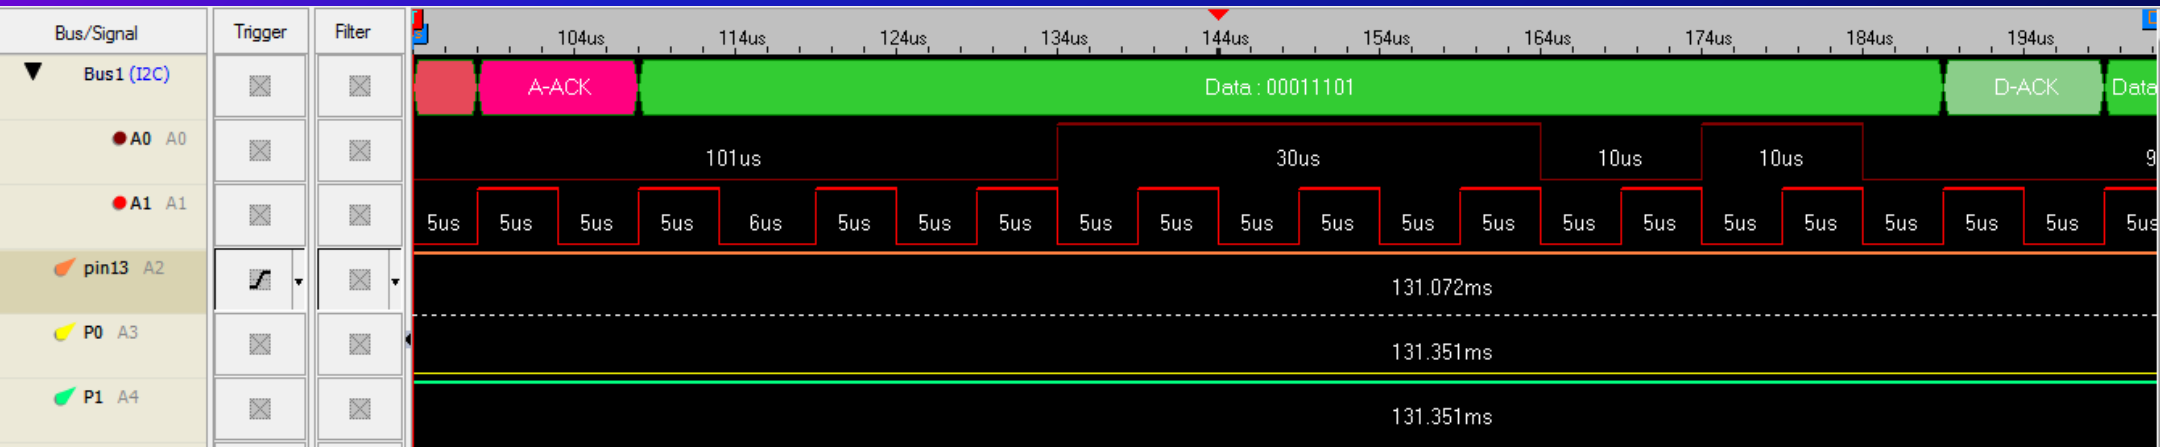 Bus/Signal Trigger Filter 104us 114us 124us 134us 144us 154us 164us 174us 184us 194us
Bus1 (I2C) A-ACK Data : 00011101 D-ACK Data
A0 A0 101us 30us 10us 10us 9
A1 A1 5us 5us 5us 5us 6us 5us 5us 5us 5us 5us 5us 5us 5us 5us 5us 5us 5us 5us 5us 5us 5us 5us
pin13 A2 131.072ms
P0 A3 131.351ms
P1 A4 131.351ms